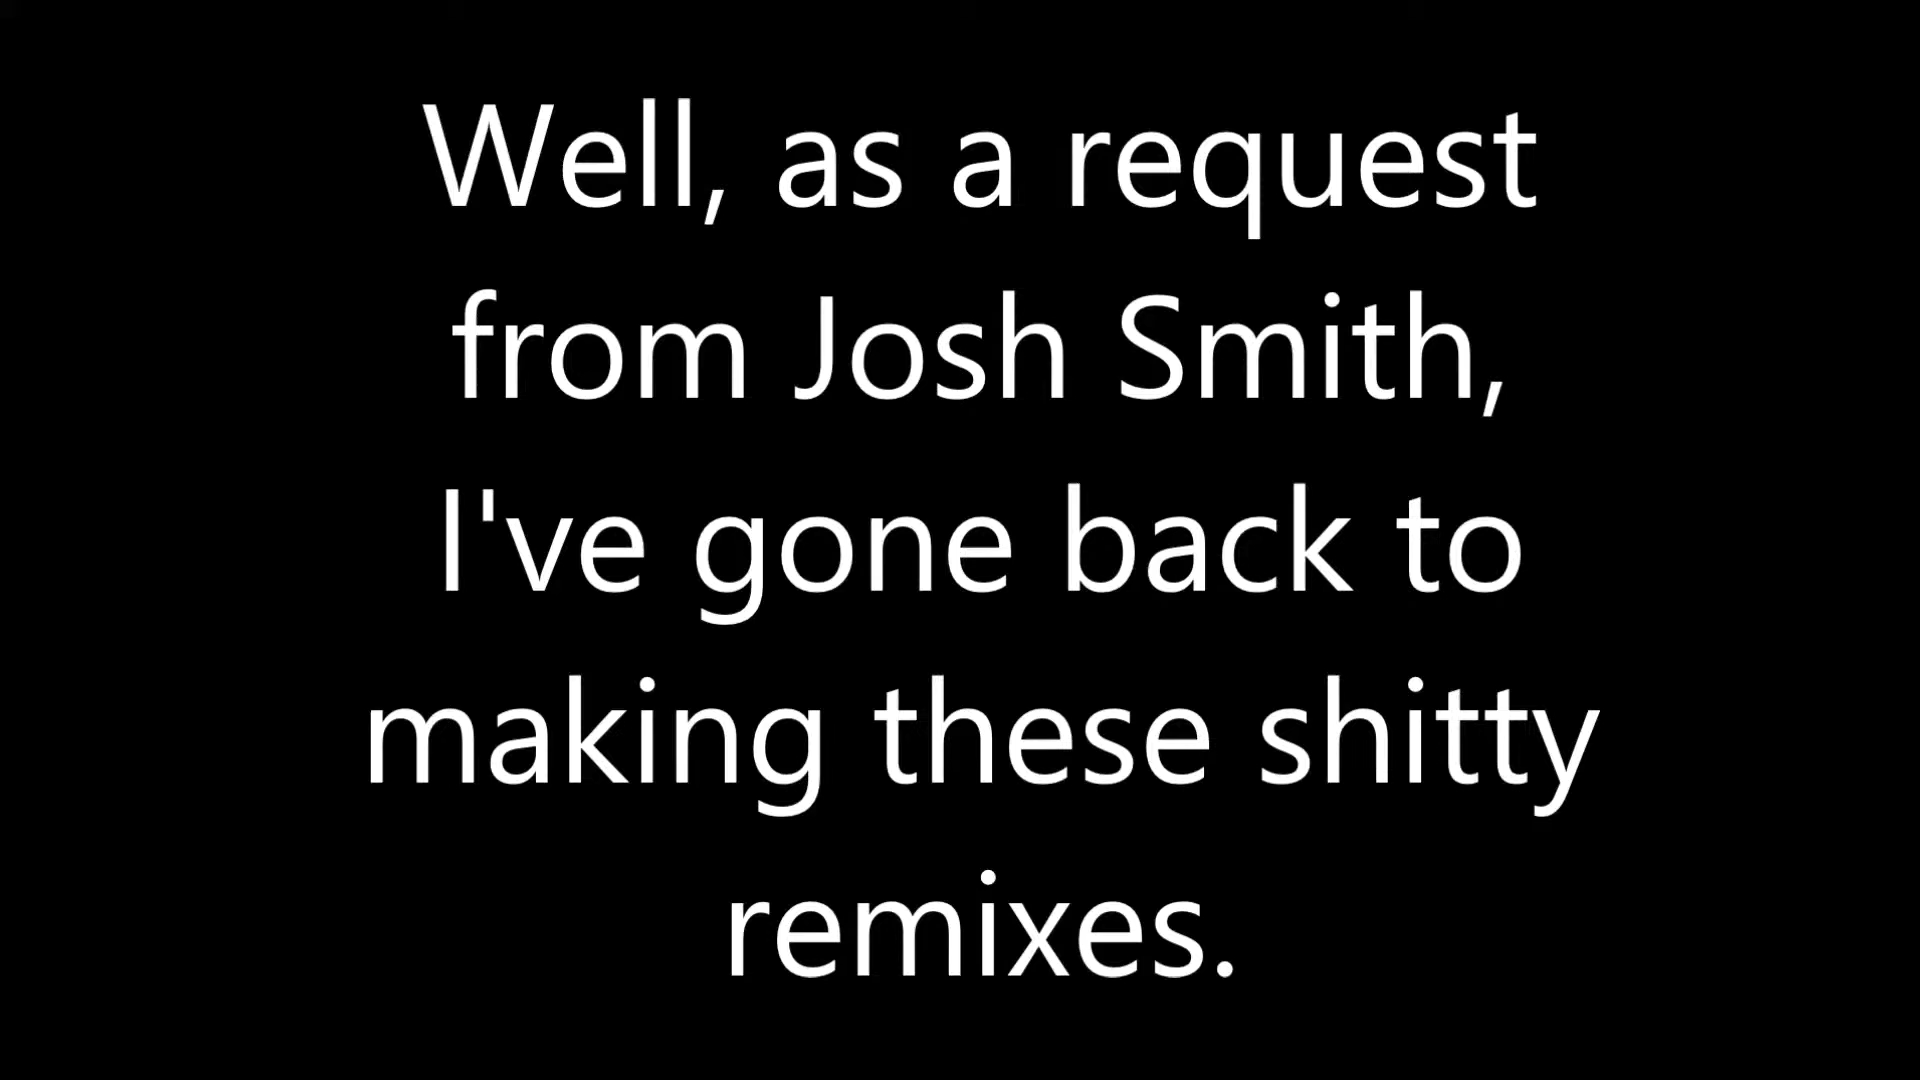 Well, as a request
from Josh Smith,
I've gone back to
making these shitty
remixes.